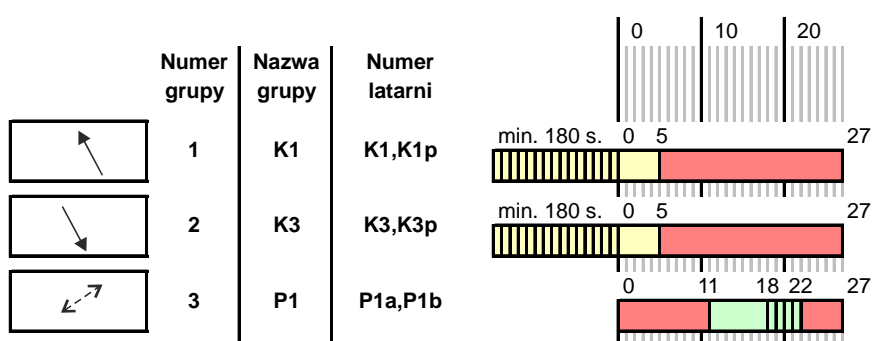 0 10 20
Numer Nazwa Numer
grupy grupy latarni
min. 180 s. 0 5 27
1 K1 K1,K1p
min. 180 s. 0 5 27
2 K3 K3,K3p
0 11 18 22 27
3 P1 P1a,P1b